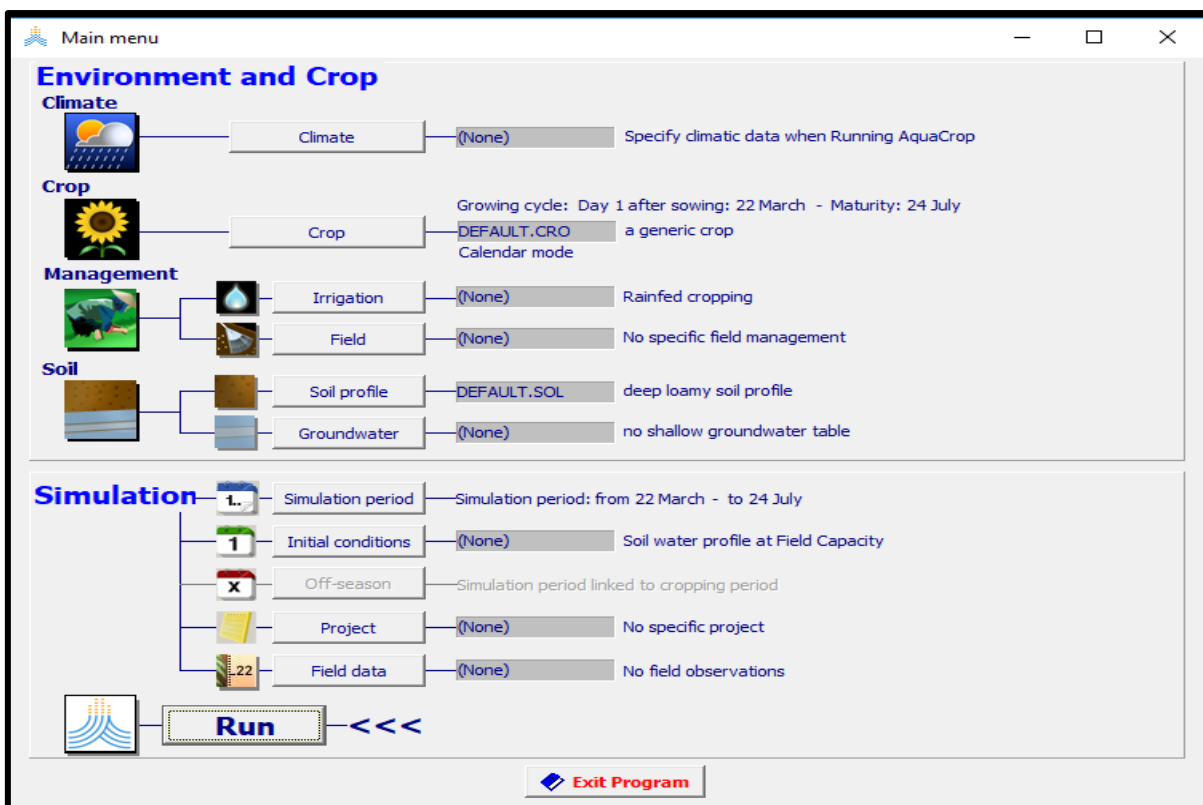 Main menu
Environment and Crop
Climate
Climate (None) Specify climatic data when Running AquaCrop
Crop
Growing cycle: Day 1 after sowing: 22 March - Maturity: 24 July
Crop DEFAULT.CRO a generic crop
Calendar mode
Management
Irrigation (None) Rainfed cropping
Field (None) No specific field management
Soil
Soil profile DEFAULT.SOL deep loamy soil profile
Groundwater (None) no shallow groundwater table
Simulation 1.. Simulation period Simulation period: from 22 March - to 24 July
1 Initial conditions (None) Soil water profile at Field Capacity
x Off-season Simulation period linked to cropping period
Project (None) No specific project
..22 Field data (None) No field observations
Run <<<
Exit Program